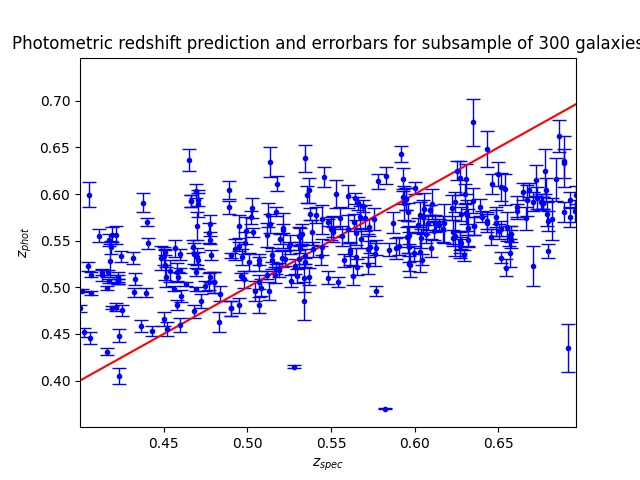 Photometric redshift prediction and errorbars for subsample of 300 galaxies
0.70
0.65
0.60
0.55
0.50
0.45
0.40
z_phot
0.45 0.50 0.55 0.60 0.65
z_spec